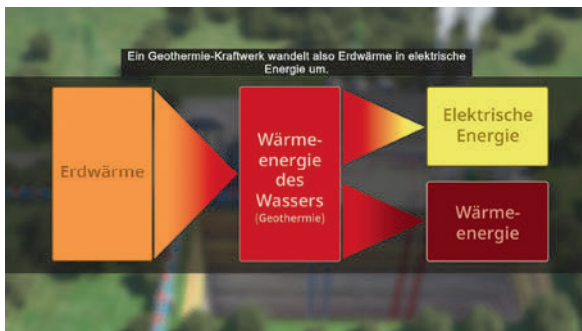 Ein Geothermie-Kraftwerk wandelt also Erdwärme in elektrische
Energie um.
Erdwärme
Wärme-
energie
des
Wassers
(Geothermie)
Elektrische
Energie
Wärme-
energie